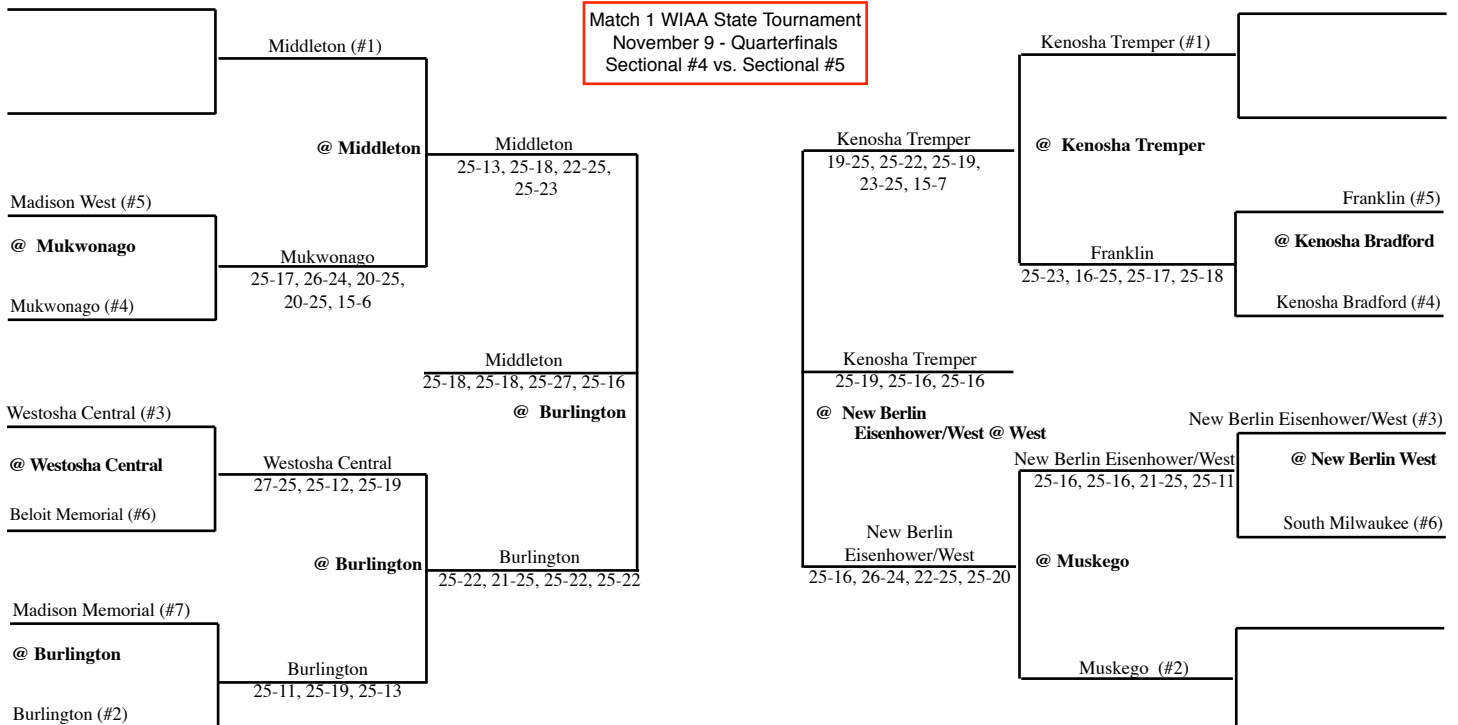 Match 1 WIAA State Tournament
November 9 - Quarterfinals
Sectional #4 vs. Sectional #5
Middleton (#1)
@ Middleton
Middleton
25-13, 25-18, 22-25,
25-23
Madison West (#5)
@ Mukwonago
Mukwonago (#4)
Mukwonago
25-17, 26-24, 20-25,
20-25, 15-6
Middleton
25-18, 25-18, 25-27, 25-16
@ Burlington
Westosha Central (#3)
@ Westosha Central
Beloit Memorial (#6)
Westosha Central
27-25, 25-12, 25-19
@ Burlington
Burlington
25-22, 21-25, 25-22, 25-22
Madison Memorial (#7)
@ Burlington
Burlington (#2)
Burlington
25-11, 25-19, 25-13
Kenosha Tremper (#1)
Kenosha Tremper
19-25, 25-22, 25-19,
23-25, 15-7
@ Kenosha Tremper
Franklin (#5)
@ Kenosha Bradford
Kenosha Bradford (#4)
Franklin
25-23, 16-25, 25-17, 25-18
Kenosha Tremper
25-19, 25-16, 25-16
@ New Berlin
Eisenhower/West @ West
New Berlin Eisenhower/West (#3)
@ New Berlin West
South Milwaukee (#6)
New Berlin Eisenhower/West
25-16, 25-16, 21-25, 25-11
New Berlin
Eisenhower/West
25-16, 26-24, 22-25, 25-20
@ Muskego
Muskego (#2)